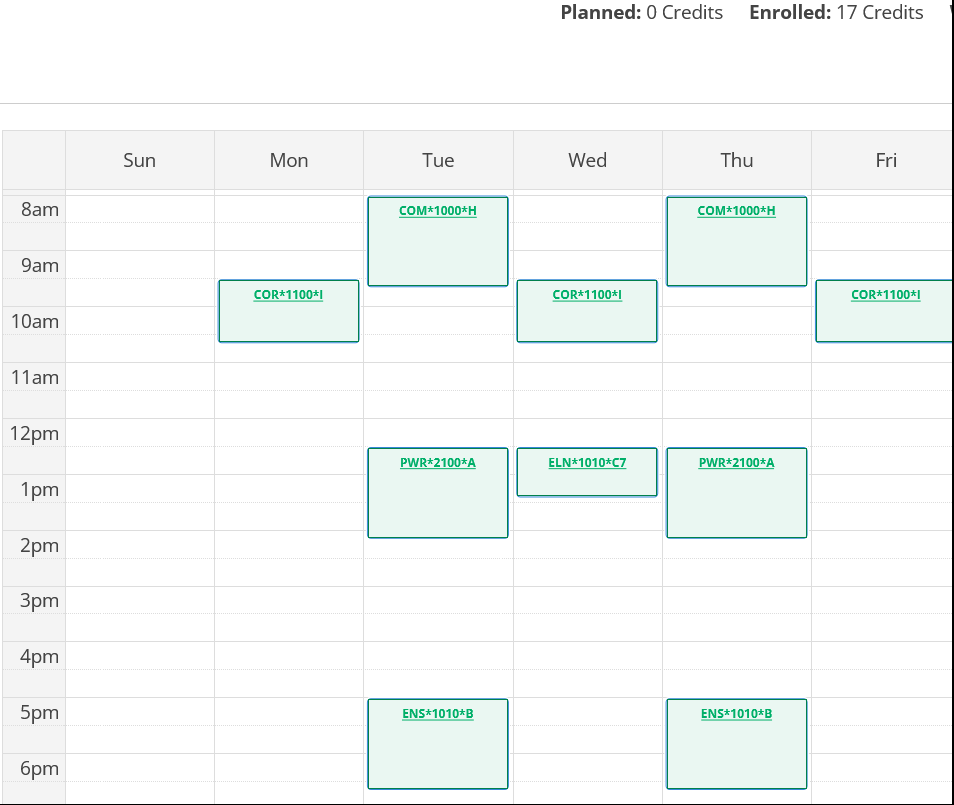 Planned: 0 Credits Enrolled: 17 Credits
Sun Mon Tue Wed Thu Fri
8am
COM*1000*H COM*1000*H
9am
COR*1100*I COR*1100*I COR*1100*I
10am
11am
12pm
PWR*2100*A ELN*1010*C7 PWR*2100*A
1pm
2pm
3pm
4pm
5pm
ENS*1010*B ENS*1010*B
6pm